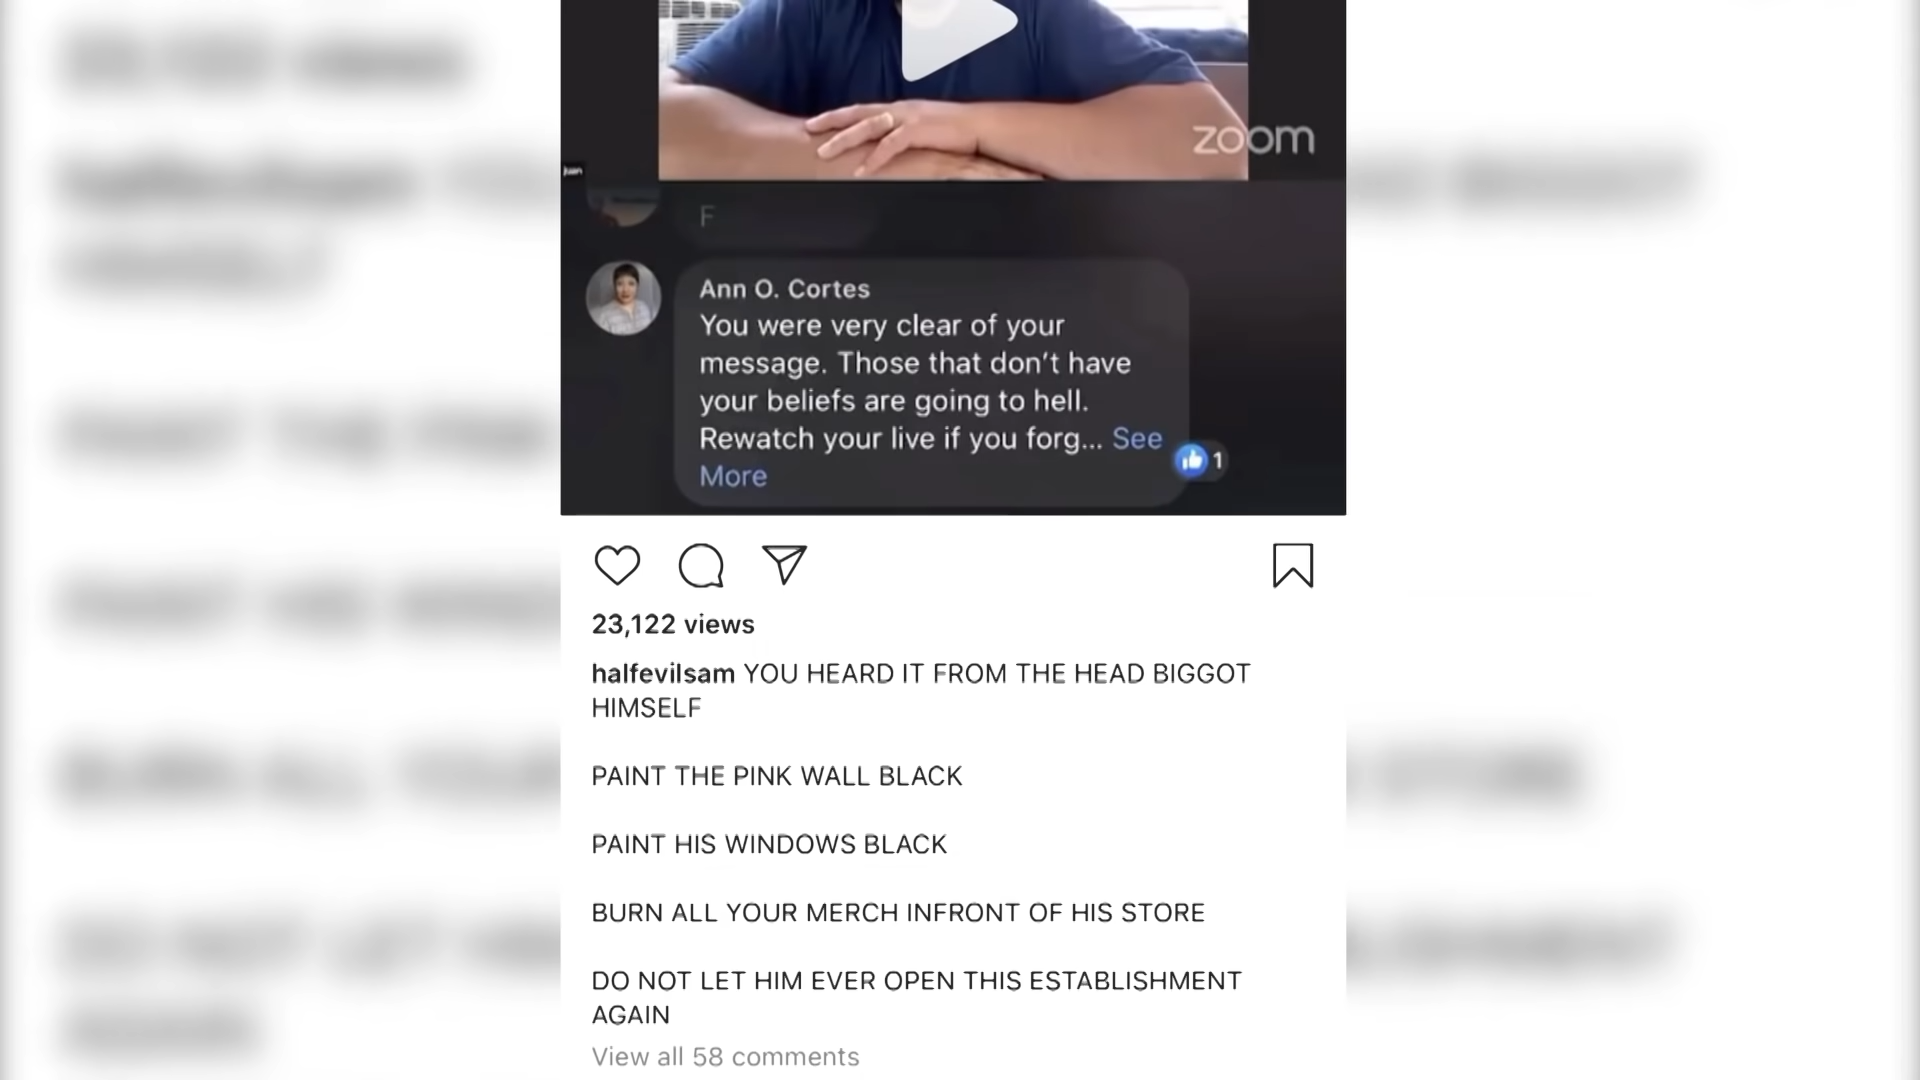 zoom
Juan
F
Ann O. Cortes
You were very clear of your
message. Those that don't have
your beliefs are going to hell.
Rewatch your live if you forg... See
More
1
23,122 views
halfevilsam YOU HEARD IT FROM THE HEAD BIGGOT
HIMSELF
PAINT THE PINK WALL BLACK
PAINT HIS WINDOWS BLACK
BURN ALL YOUR MERCH INFRONT OF HIS STORE
DO NOT LET HIM EVER OPEN THIS ESTABLISHMENT
AGAIN
View all 58 comments